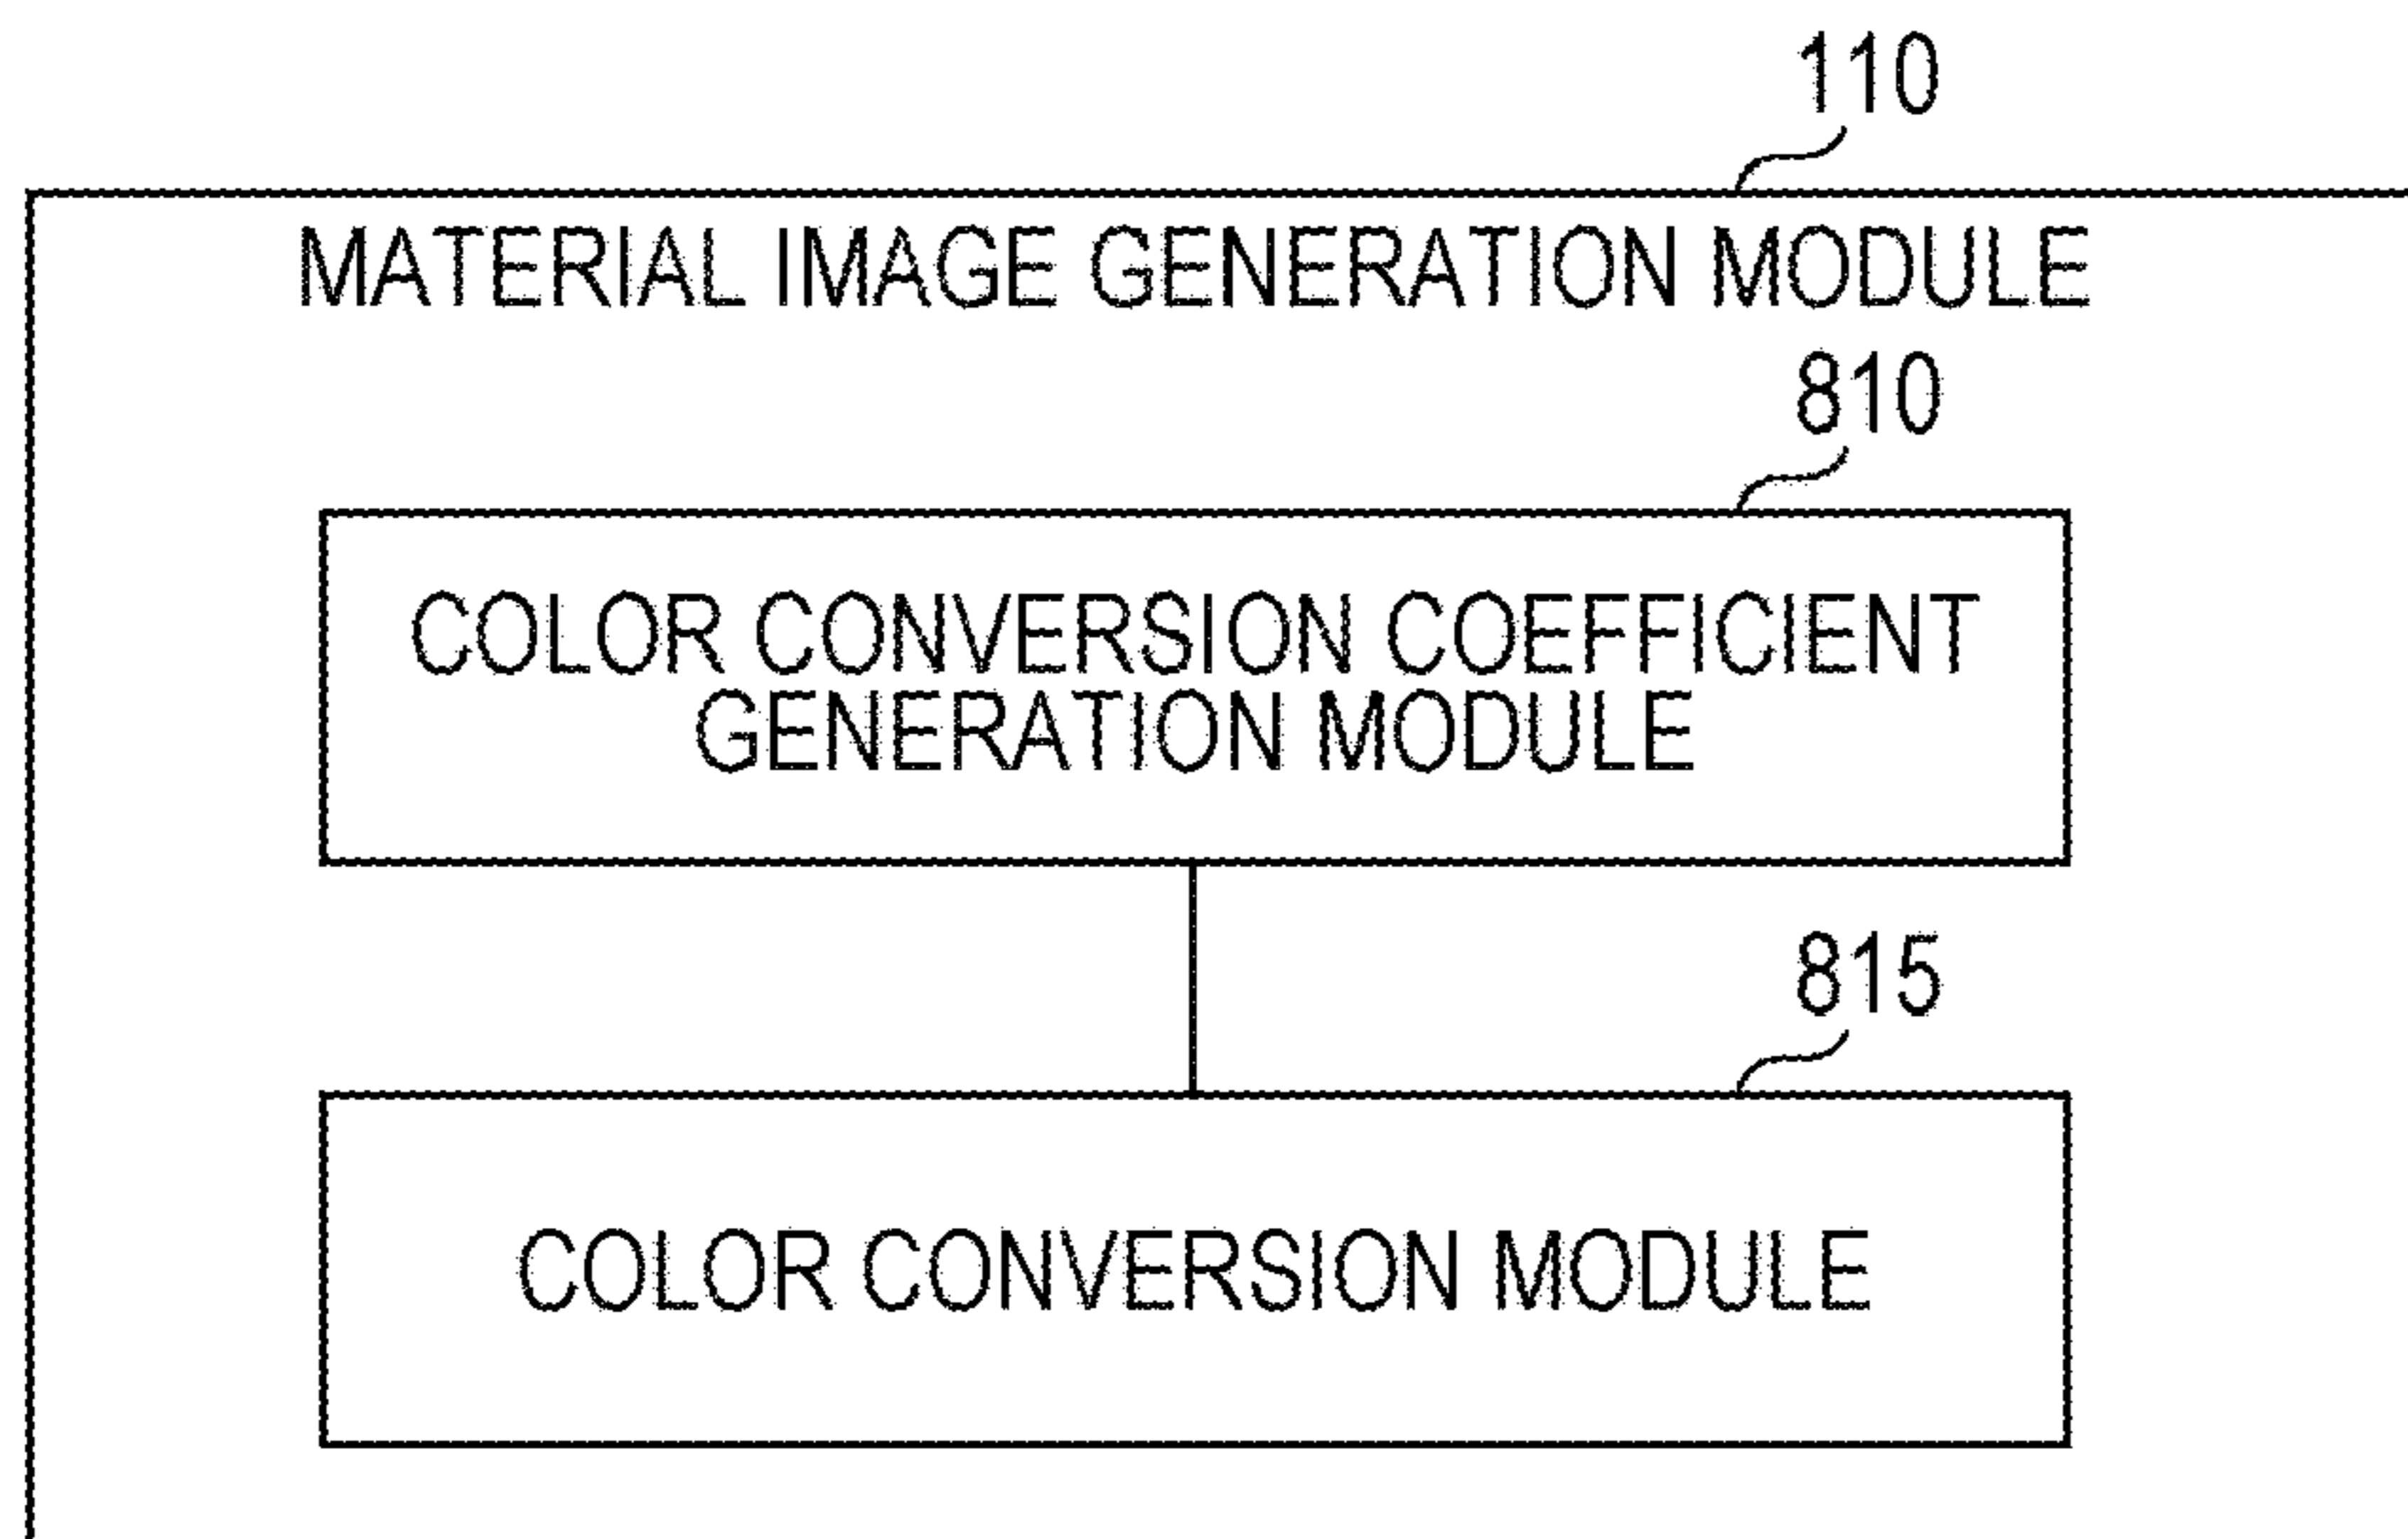 110
MATERIAL IMAGE GENERATION MODULE
810
COLOR CONVERSION COEFFICIENT
GENERATION MODULE
815
COLOR CONVERSION MODULE